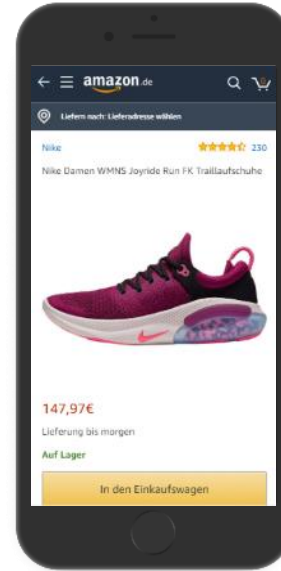 amazon.de
Liefern nach: Lieferadresse wählen
Nike 230
Nike Damen WMNS Joyride Run FK Traillaufschuhe
147,97€
Lieferung bis morgen
Auf Lager
In den Einkaufswagen